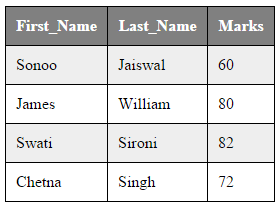 First_Name Last_Name Marks
Sonoo Jaiswal 60
James William 80
Swati Sironi 82
Chetna Singh 72